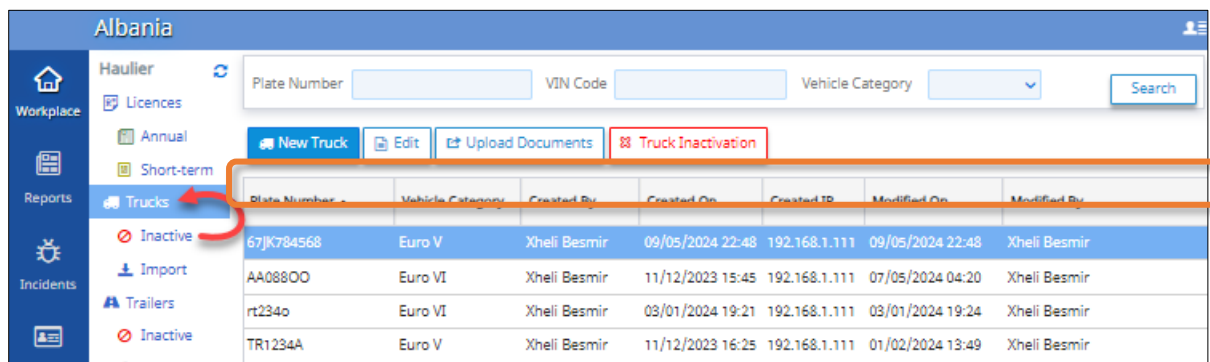 Albania
Haulier
Plate Number VIN Code Vehicle Category Search
Workplace
Licences
Annual
New Truck Edit Upload Documents Truck Inactivation
Short-term
Reports
Trucks
Plate Number Vehicle Category Created By Created On Created IP Modified On Modified By
Inactive
67JK784568 Euro V Xheli Besmir 09/05/2024 22:48 192.168.1.111 09/05/2024 22:48 Xheli Besmir
Import
AA088OO Euro VI Xheli Besmir 11/12/2023 15:45 192.168.1.111 07/05/2024 04:20 Xheli Besmir
Incidents
Trailers
rt234o Euro VI Xheli Besmir 03/01/2024 19:21 192.168.1.111 03/01/2024 19:24 Xheli Besmir
Inactive
TR1234A Euro V Xheli Besmir 11/12/2023 16:25 192.168.1.111 01/02/2024 13:49 Xheli Besmir